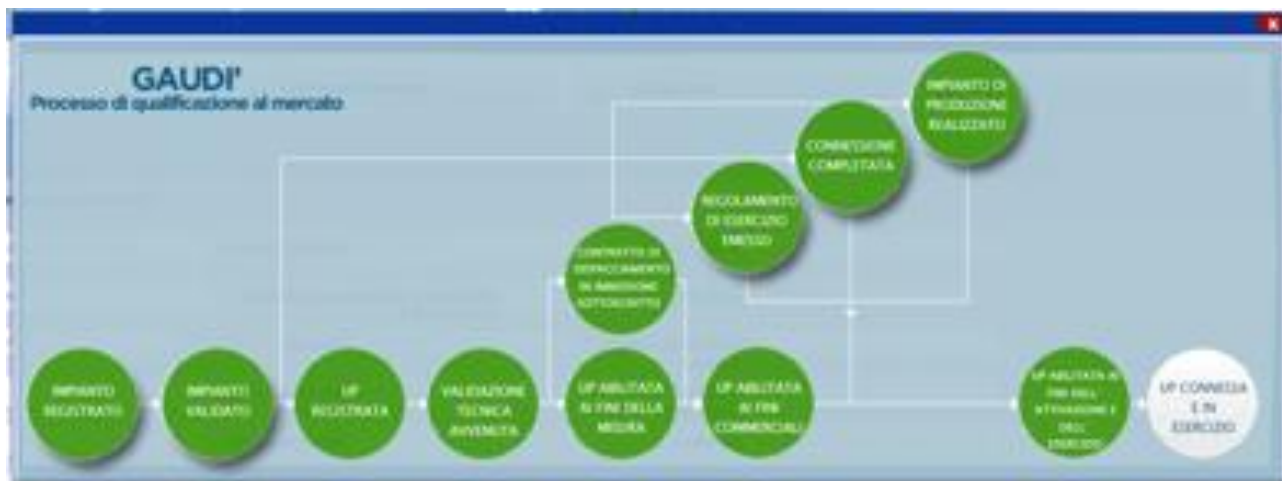 GAUDI'
Processo di qualificazione al mercato
IMPIANTO DI
PRODUZIONE
REALIZZATO
CONNESSIONE
COMPLETATA
REGOLAMENTO
DI ESERCIZIO
EMESSO
CONTRATTO DI
DISPACCIAMENTO
IN IMMISSIONE
SOTTOSCRITTO
IMPIANTO
REGISTRATO
IMPIANTO
VALIDATO
UP
REGISTRATA
VALIDAZIONE
TECNICA
AVVENUTA
UP ABILITATA
AI FINI DELLA
MISURA
UP ABILITATA
AI FINI
COMMERCIALI
UP ABILITATA AI
FINI DELL'
ATTIVAZIONE E
DELL'
ESERCIZIO
UP CONNESSA
E IN
ESERCIZIO